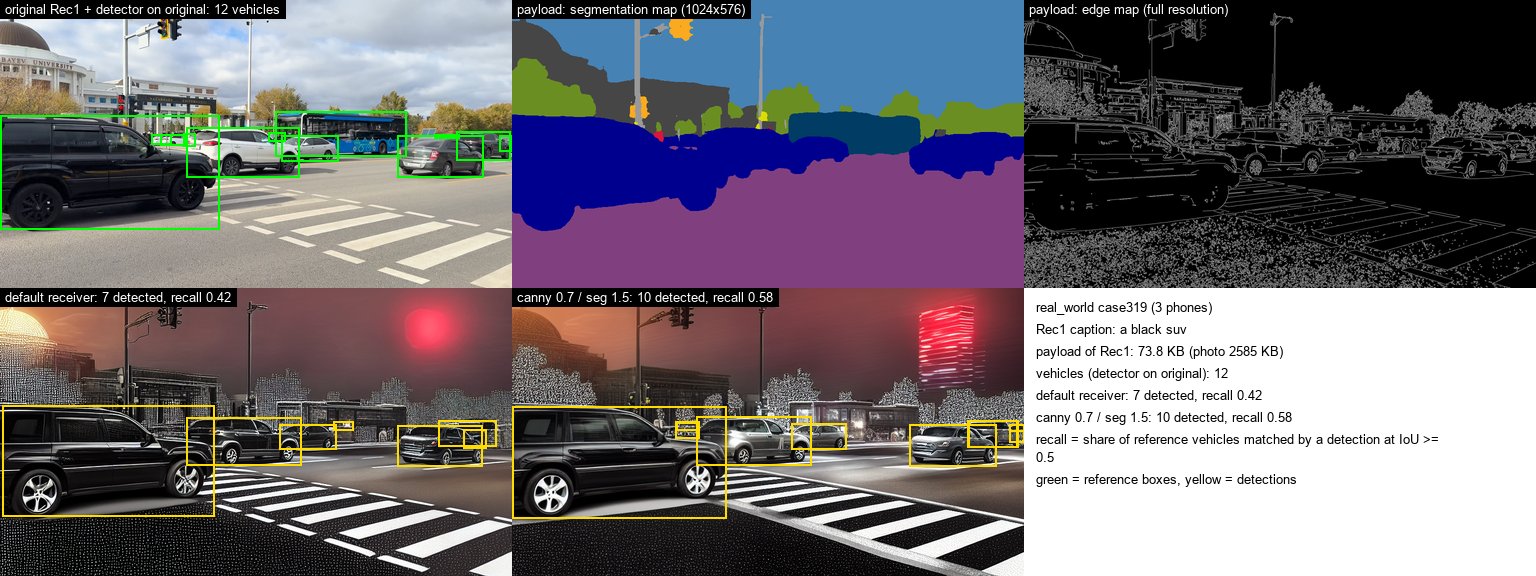 original Rec1 + detector on original: 12 vehicles
payload: segmentation map (1024x576)
payload: edge map (full resolution)
BAYEV UNIVERSITY
YEV UNIVERSITY
default receiver: 7 detected, recall 0.42
canny 0.7 / seg 1.5: 10 detected, recall 0.58
real_world case319 (3 phones)
Rec1 caption: a black suv
payload of Rec1: 73.8 KB (photo 2585 KB)
vehicles (detector on original): 12
default receiver: 7 detected, recall 0.42
canny 0.7 / seg 1.5: 10 detected, recall 0.58
recall = share of reference vehicles matched by a detection at IoU >=
0.5
green = reference boxes, yellow = detections